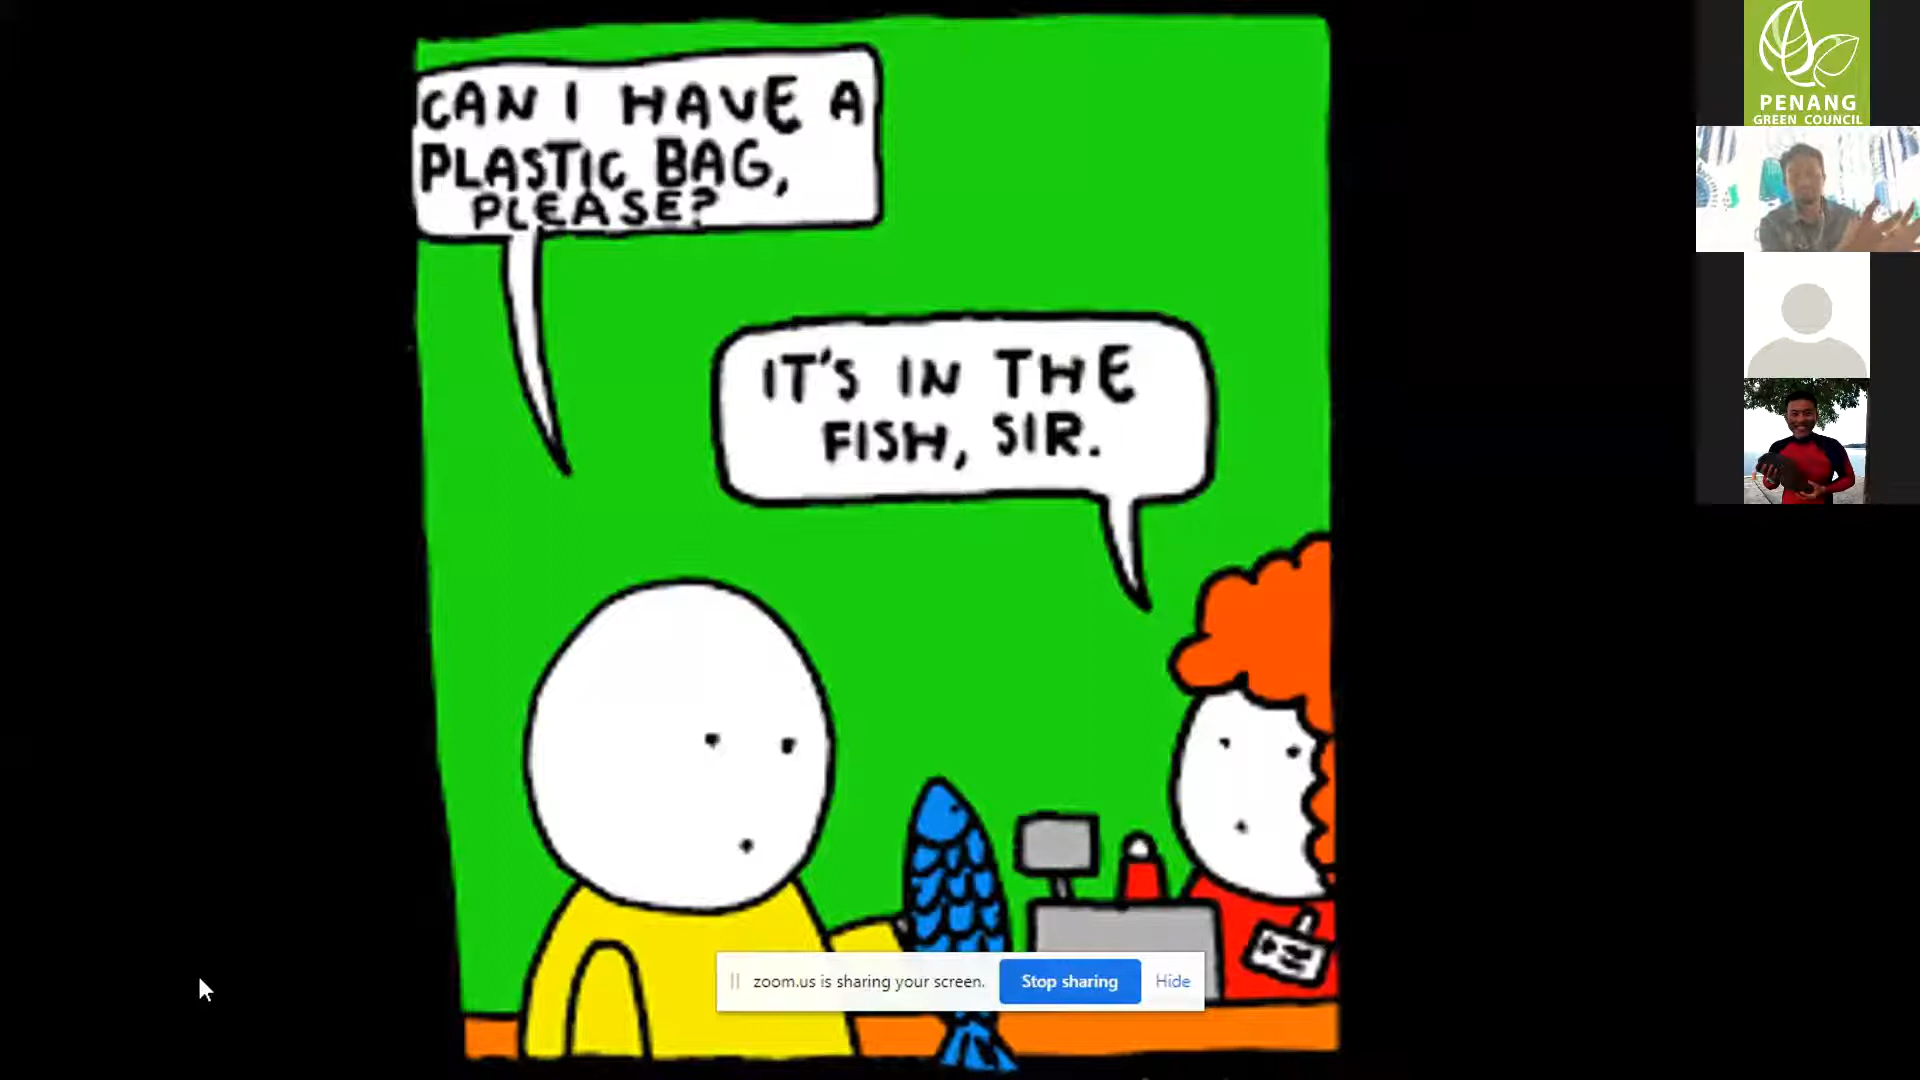 CAN I HAVE A
PLASTIC BAG,
PLEASE?
IT'S IN THE
FISH, SIR.
zoom.us is sharing your screen.
Stop sharing
Hide
PENANG
GREEN COUNCIL